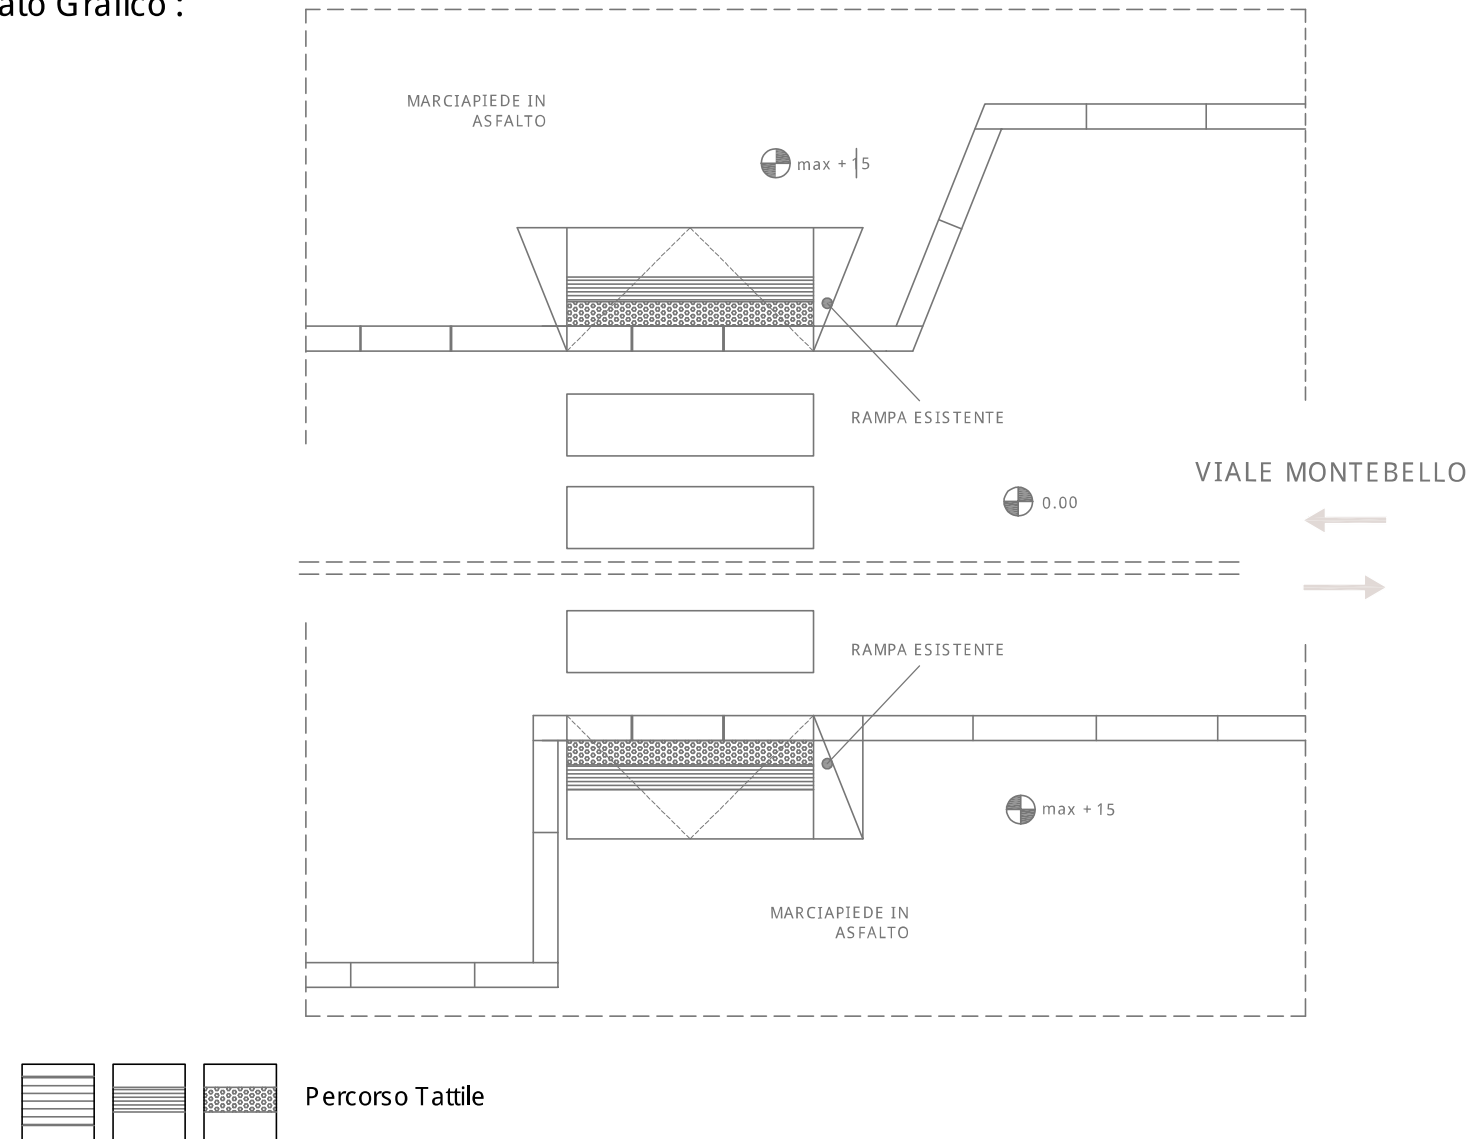 ato Grafico :
MARCIAPIEDE IN
ASFALTO
max + 15
RAMPA ESISTENTE
VIALE MONTEBELLO
0.00
RAMPA ESISTENTE
max + 15
MARCIAPIEDE IN
ASFALTO
Percorso Tattile